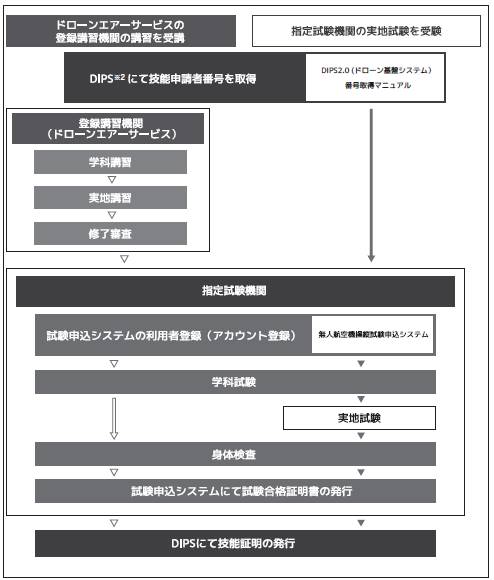 ドローンエアーサービスの
登録講習機関の講習を受講
指定試験機関の実地試験を受験
DIPS※2 にて技能申請者番号を取得
DIPS2.0 (ドローン基盤システム)
番号取得マニュアル
登録講習機関
(ドローンエアーサービス)
学科講習
実地講習
修了審査
指定試験機関
試験申込システムの利用者登録(アカウント登録)
無人航空機操縦試験申込システム
学科試験
実地試験
身体検査
試験申込システムにて試験合格証明書の発行
DIPSにて技能証明の発行